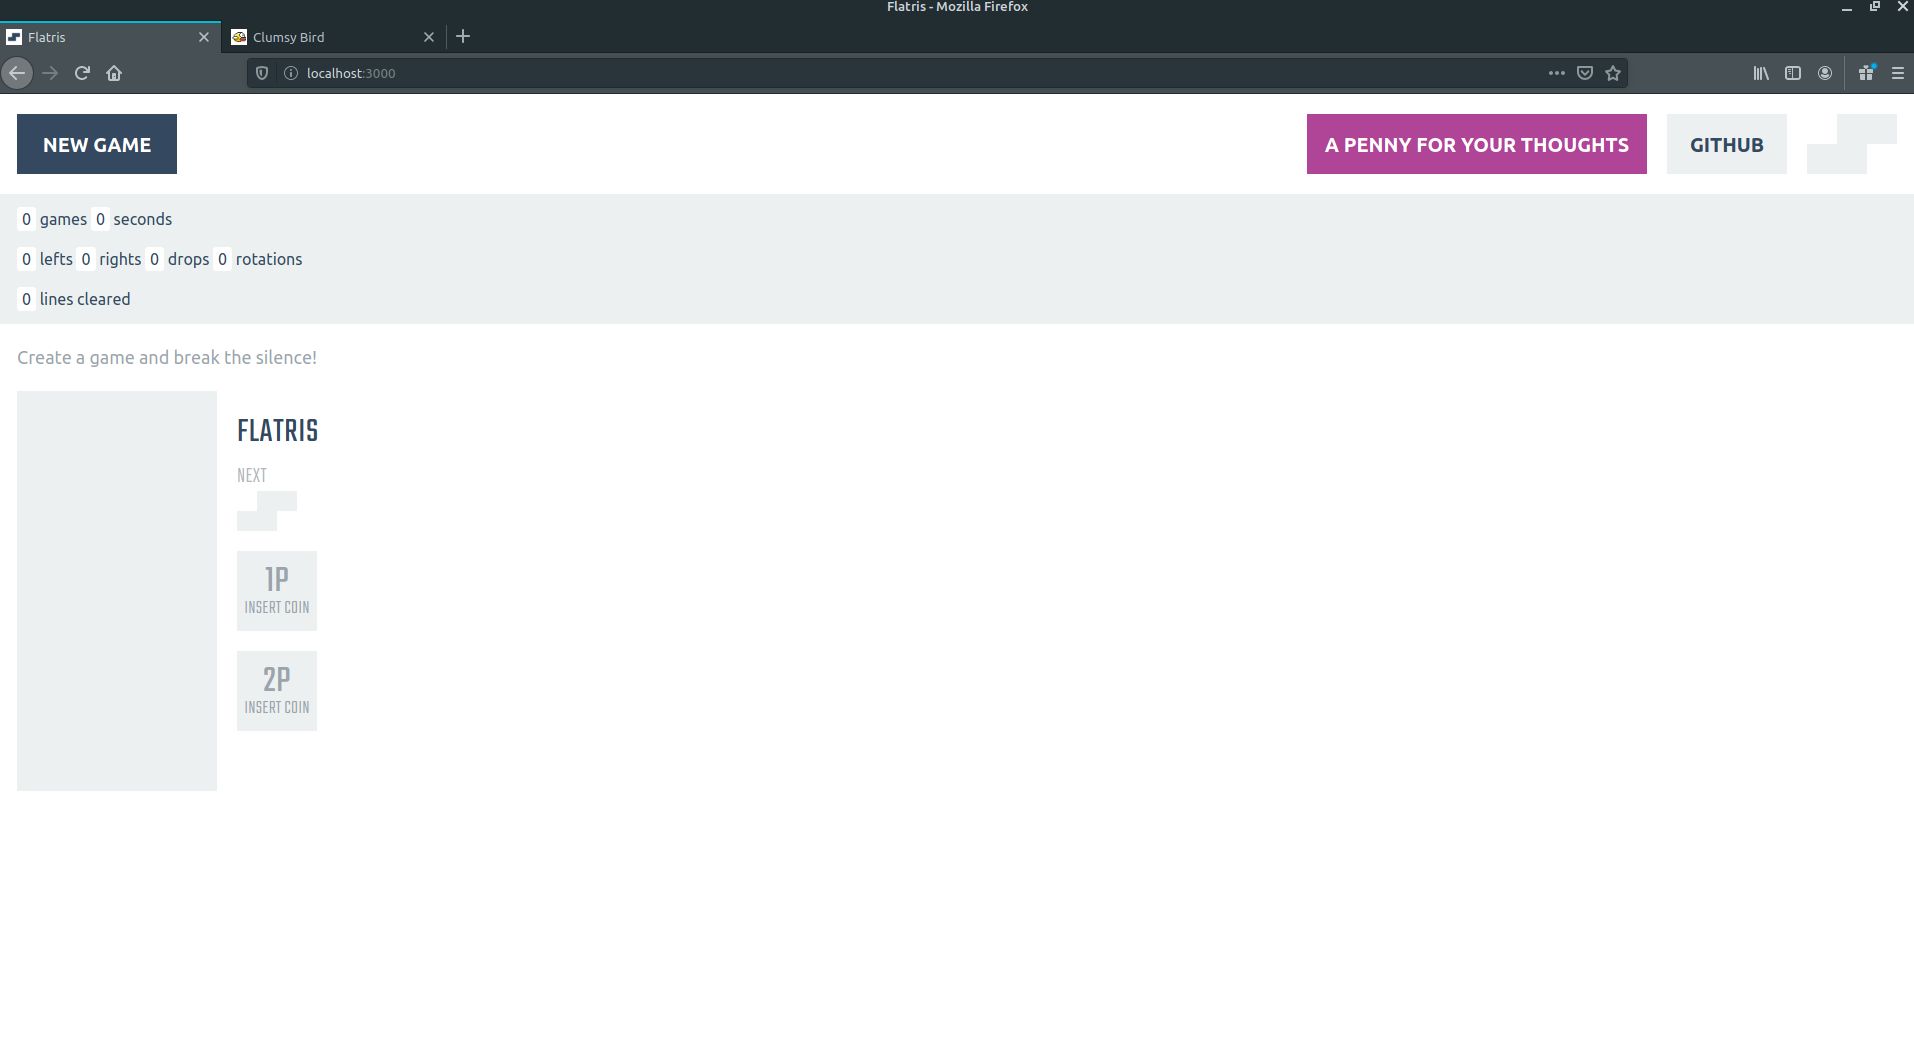 Flatris - Mozilla Firefox
Flatris
Clumsy Bird
localhost:3000
NEW GAME
A PENNY FOR YOUR THOUGHTS
GITHUB
0 games 0 seconds
0 lefts 0 rights 0 drops 0 rotations
0 lines cleared
Create a game and break the silence!
FLATRIS
NEXT
1P
INSERT COIN
2P
INSERT COIN